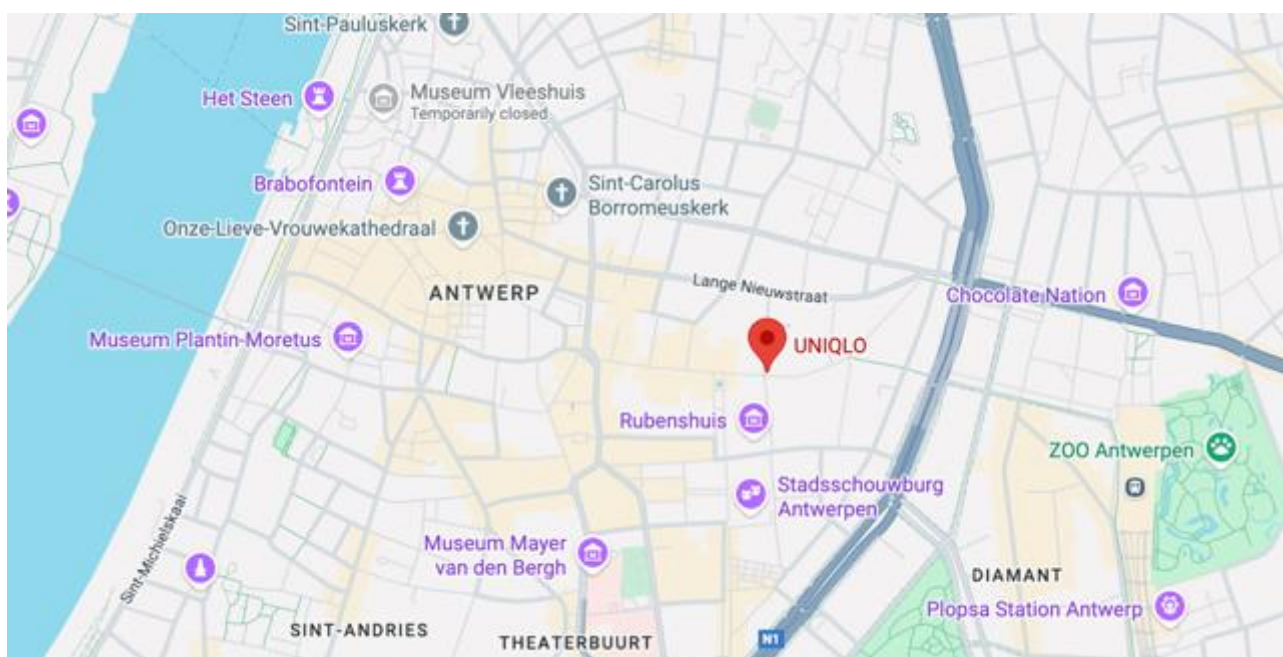 Sint-Pauluskerk
Het Steen
Museum Vleeshuis
Temporarily closed
Brabofontein
Sint-Carolus
Borromeuskerk
Onze-Lieve-Vrouwekathedraal
Lange Nieuwstraat
ANTWERP
Chocolate Nation
Museum Plantin-Moretus
UNIQLO
Rubenshuis
ZOO Antwerpen
Stadsschouwburg
Antwerpen
Sint-Michielskaai
Museum Mayer
van den Bergh
DIAMANT
Plopsa Station Antwerp
SINT-ANDRIES
THEATERBUURT
N1